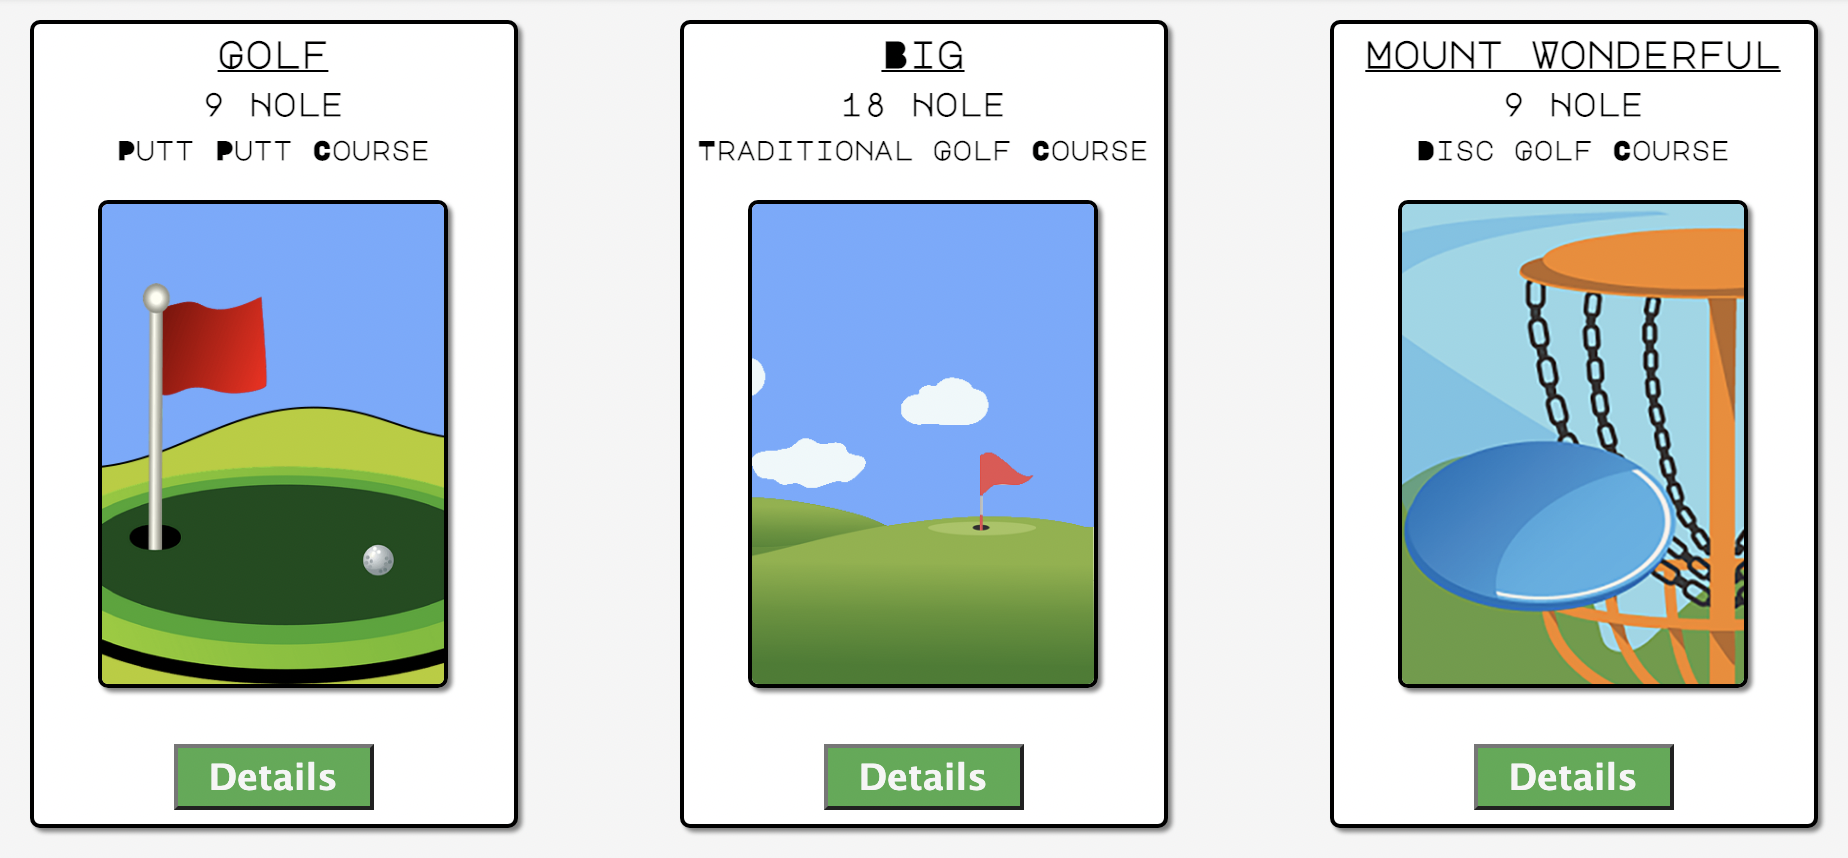 GOLF
9 HOLE
PUTT PUTT COURSE
Details
BIG
18 HOLE
TRADITIONAL GOLF COURSE
Details
MOUNT WONDERFUL
9 HOLE
DISC GOLF COURSE
Details